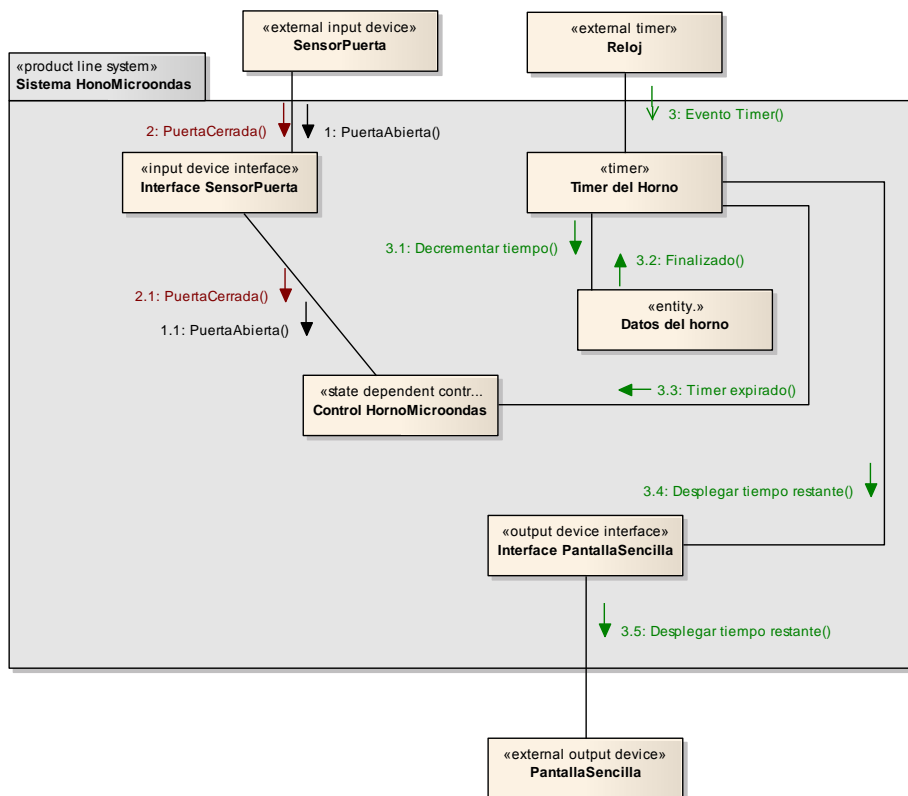 «external input device»
SensorPuerta
«external timer»
Reloj
«product line system»
Sistema HonoMicroondas
2: PuertaCerrada()
1: PuertaAbierta()
3: Evento Timer()
«input device interface»
Interface SensorPuerta
«timer»
Timer del Horno
3.1: Decrementar tiempo()
3.2: Finalizado()
2.1: PuertaCerrada()
1.1: PuertaAbierta()
«entity.»
Datos del horno
«state dependent contr...
Control HornoMicroondas
3.3: Timer expirado()
3.4: Desplegar tiempo restante()
«output device interface»
Interface PantallaSencilla
3.5: Desplegar tiempo restante()
«external output device»
PantallaSencilla